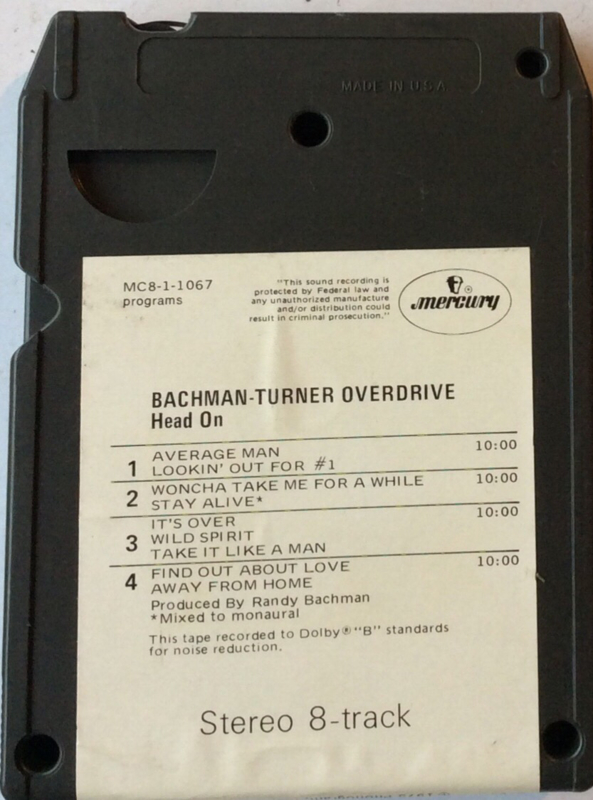 MADE IN U.S.A
MC8-1-1067
programs
"This sound recording is
protected by Federal law and
any unauthorized manufacture
and/or distribution could
result in criminal prosecution."
mercury®
BACHMAN-TURNER OVERDRIVE
Head On
1 AVERAGE MAN 10:00
LOOKIN' OUT FOR #1
2 WONCHA TAKE ME FOR A WHILE 10:00
STAY ALIVE*
3 IT'S OVER 10:00
WILD SPIRIT
TAKE IT LIKE A MAN
4 FIND OUT ABOUT LOVE 10:00
AWAY FROM HOME
Produced By Randy Bachman
*Mixed to monaural
This tape recorded to Dolby® "B" standards
for noise reduction.
Stereo 8-track